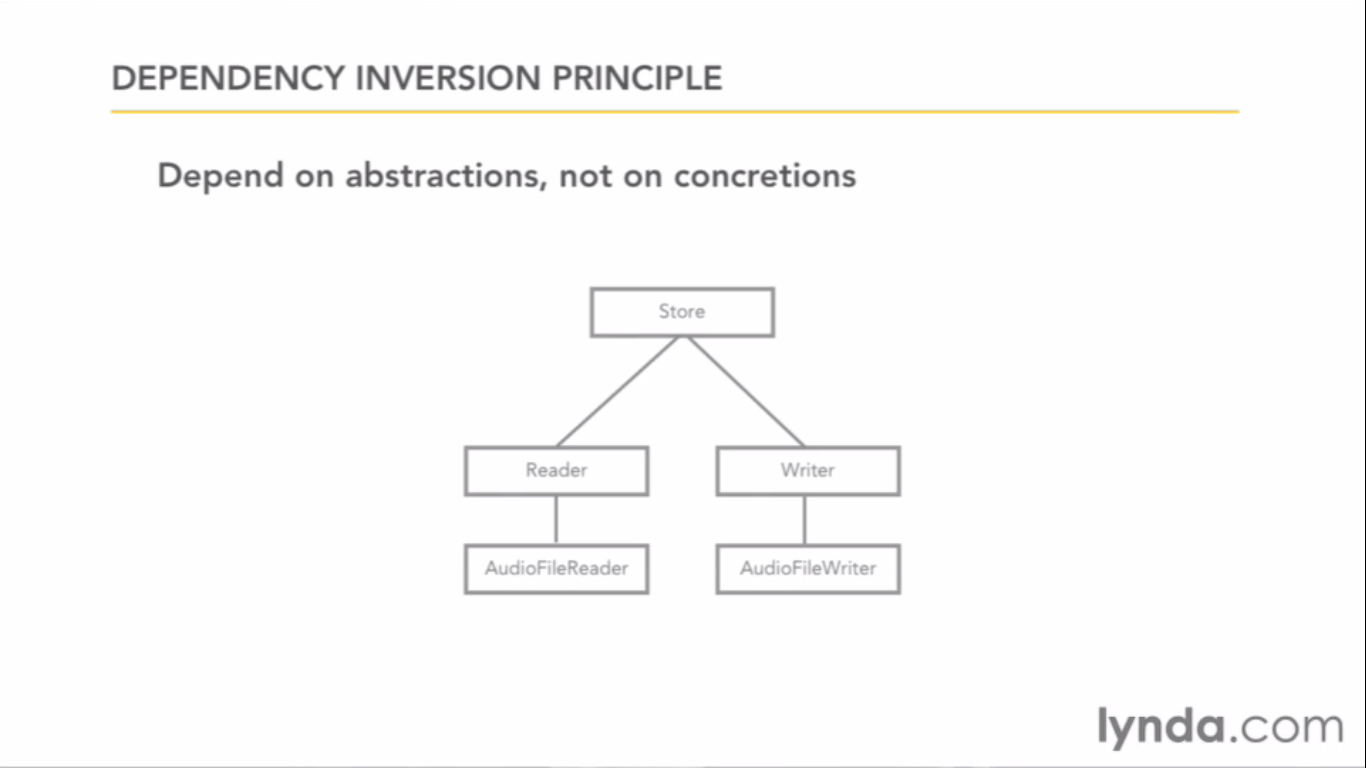 DEPENDENCY INVERSION PRINCIPLE
Depend on abstractions, not on concretions
Store
Reader
Writer
AudioFileReader
AudioFileWriter
lynda.com